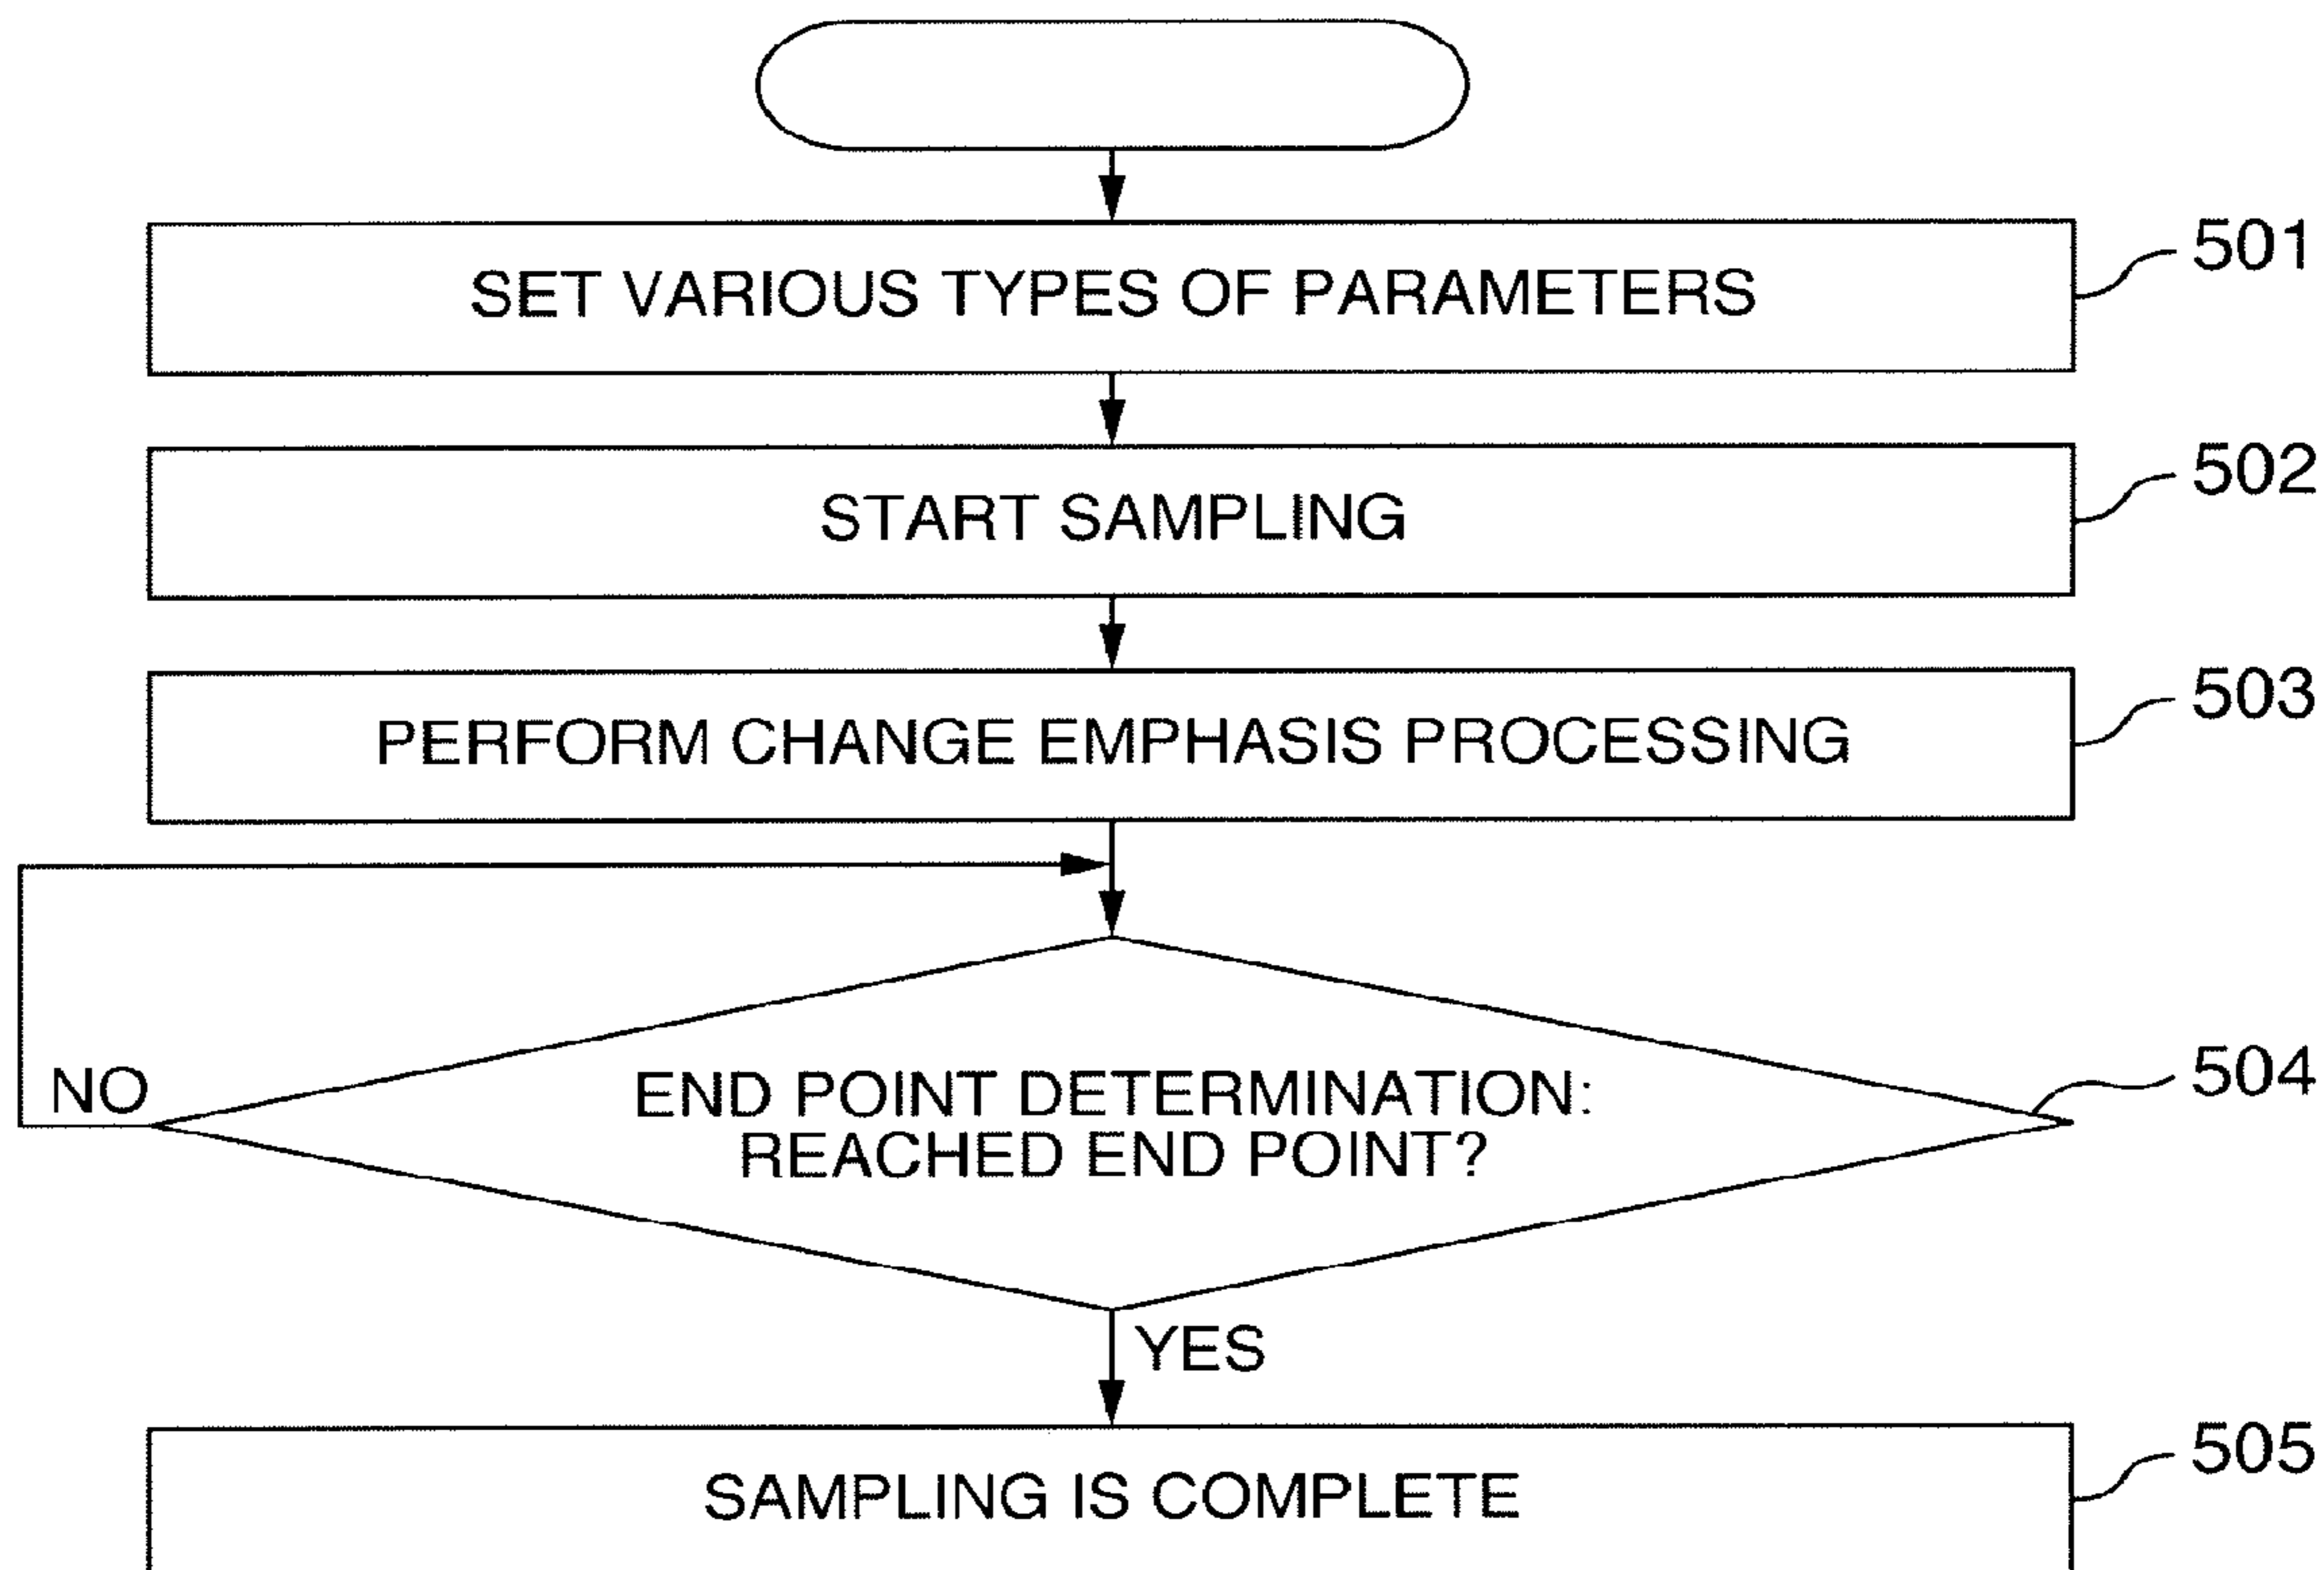 SET VARIOUS TYPES OF PARAMETERS
501
START SAMPLING
502
PERFORM CHANGE EMPHASIS PROCESSING
503
NO
END POINT DETERMINATION:
REACHED END POINT?
504
YES
SAMPLING IS COMPLETE
505